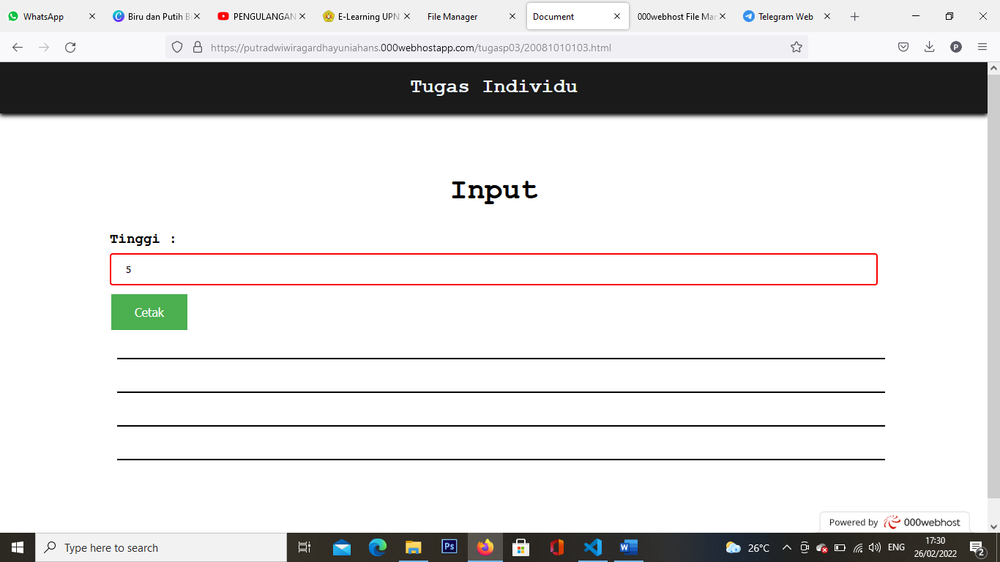 WhatsApp
Biru dan Putih B
PENGULANGAN
E-Learning UPN
File Manager
Document
000webhost File Man
Telegram Web
https://putradwiwiragardhayuniahans.000webhostapp.com/tugasp03/20081010103.html
Tugas Individu
Input
Tinggi :
5
Cetak
Powered by 000webhost
Type here to search
Ps
26°C
ENG
17:30
26/02/2022
2